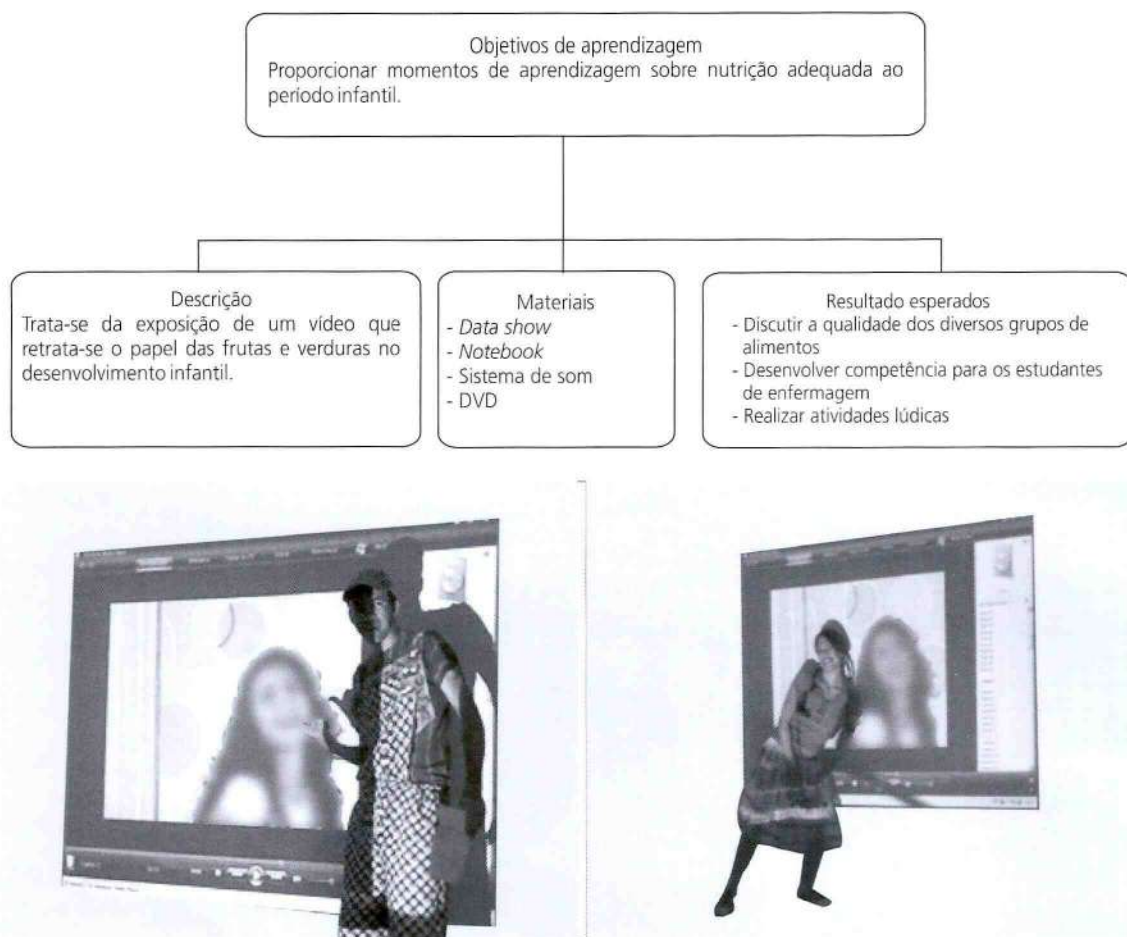 Objetivos de aprendizagem
Proporcionar momentos de aprendizagem sobre nutrição adequada ao
período infantil.
Descrição
Trata-se da exposição de um vídeo que
retrata-se o papel das frutas e verduras no
desenvolvimento infantil.
Materiais
- Data show
- Notebook
- Sistema de som
- DVD
Resultado esperados
- Discutir a qualidade dos diversos grupos de
alimentos
- Desenvolver competência para os estudantes
de enfermagem
- Realizar atividades lúdicas